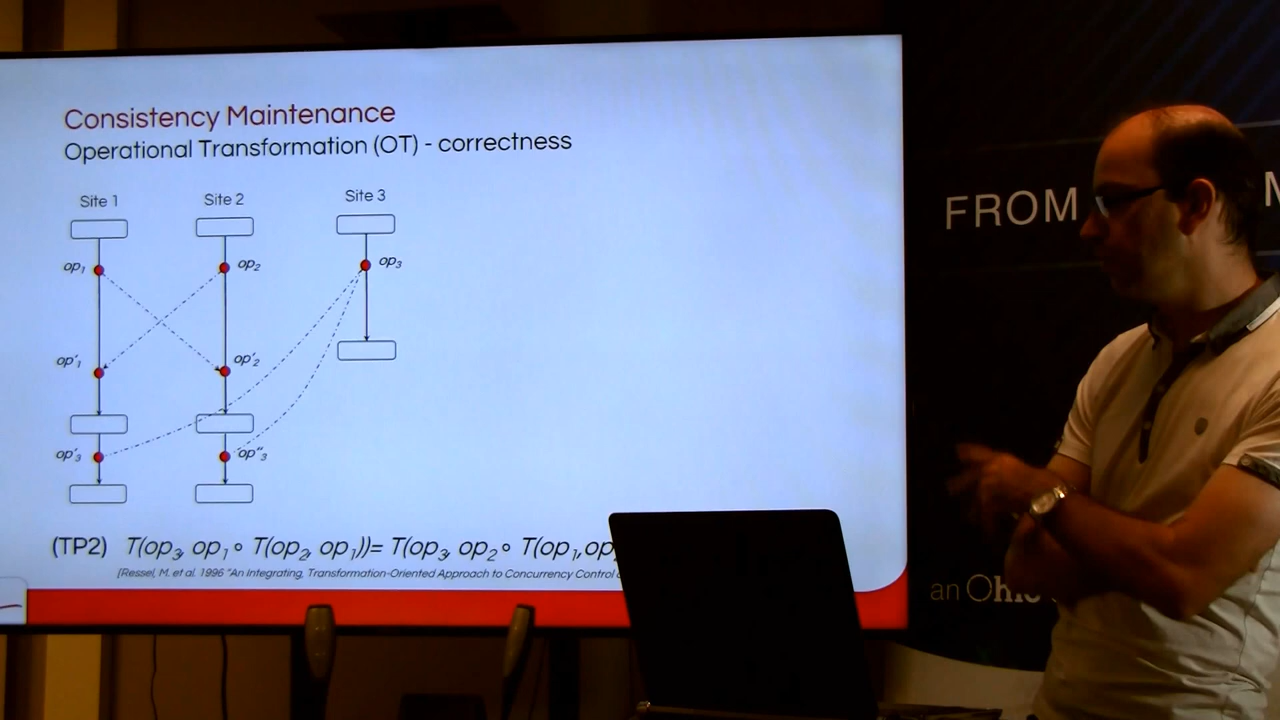 Consistency Maintenance
Operational Transformation (OT) - correctness
Site 1 Site 2 Site 3
op₁ op₂ op₃
op'₁ op'₂
op'₃ op"₃
(TP2) T(op₃, op₁∘ T(op₂, op₁))= T(op₃, op₂∘ T(op₁,op
[Ressel, M. et al. 1996 "An Integrating, Transformation-Oriented Approach to Concurrency Control
FROM M
an Ohio